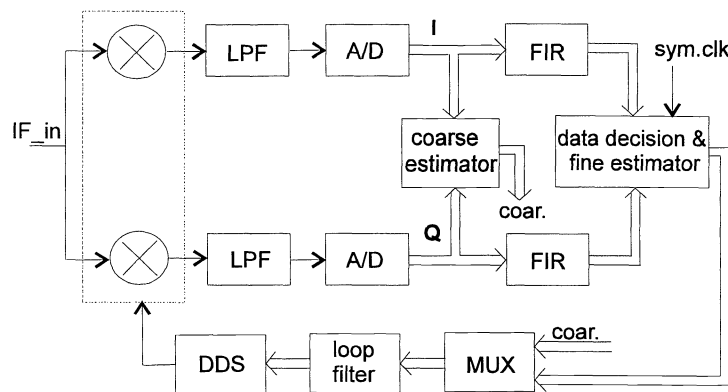 I
LPF
A/D
FIR
sym.clk
IF_in
coarse
estimator
data decision &
fine estimator
coar.
Q
LPF
A/D
FIR
coar.
DDS
loop
filter
MUX